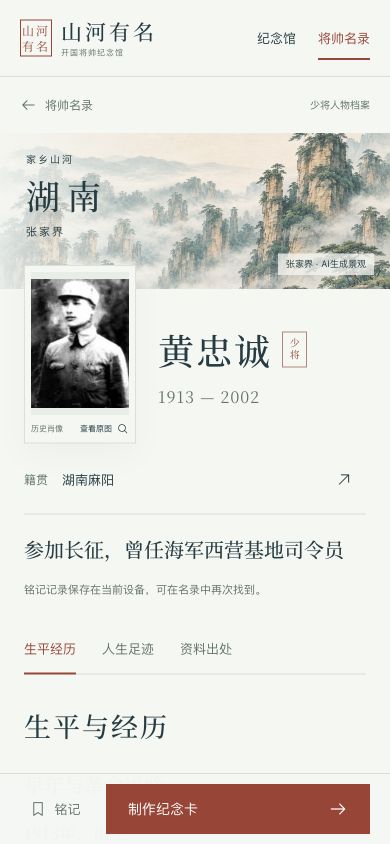 山河有名
山河有名
开国将帅纪念馆
纪念馆
将帅名录
将帅名录
少将人物档案
家乡山河
湖南
张家界
张家界 · AI生成景观
黄忠诚
少将
1913 — 2002
历史肖像
查看原图
籍贯 湖南麻阳
参加长征，曾任海军西营基地司令员
铭记记录保存在当前设备，可在名录中再次找到。
生平经历
人生足迹
资料出处
生平与经历
铭记
制作纪念卡